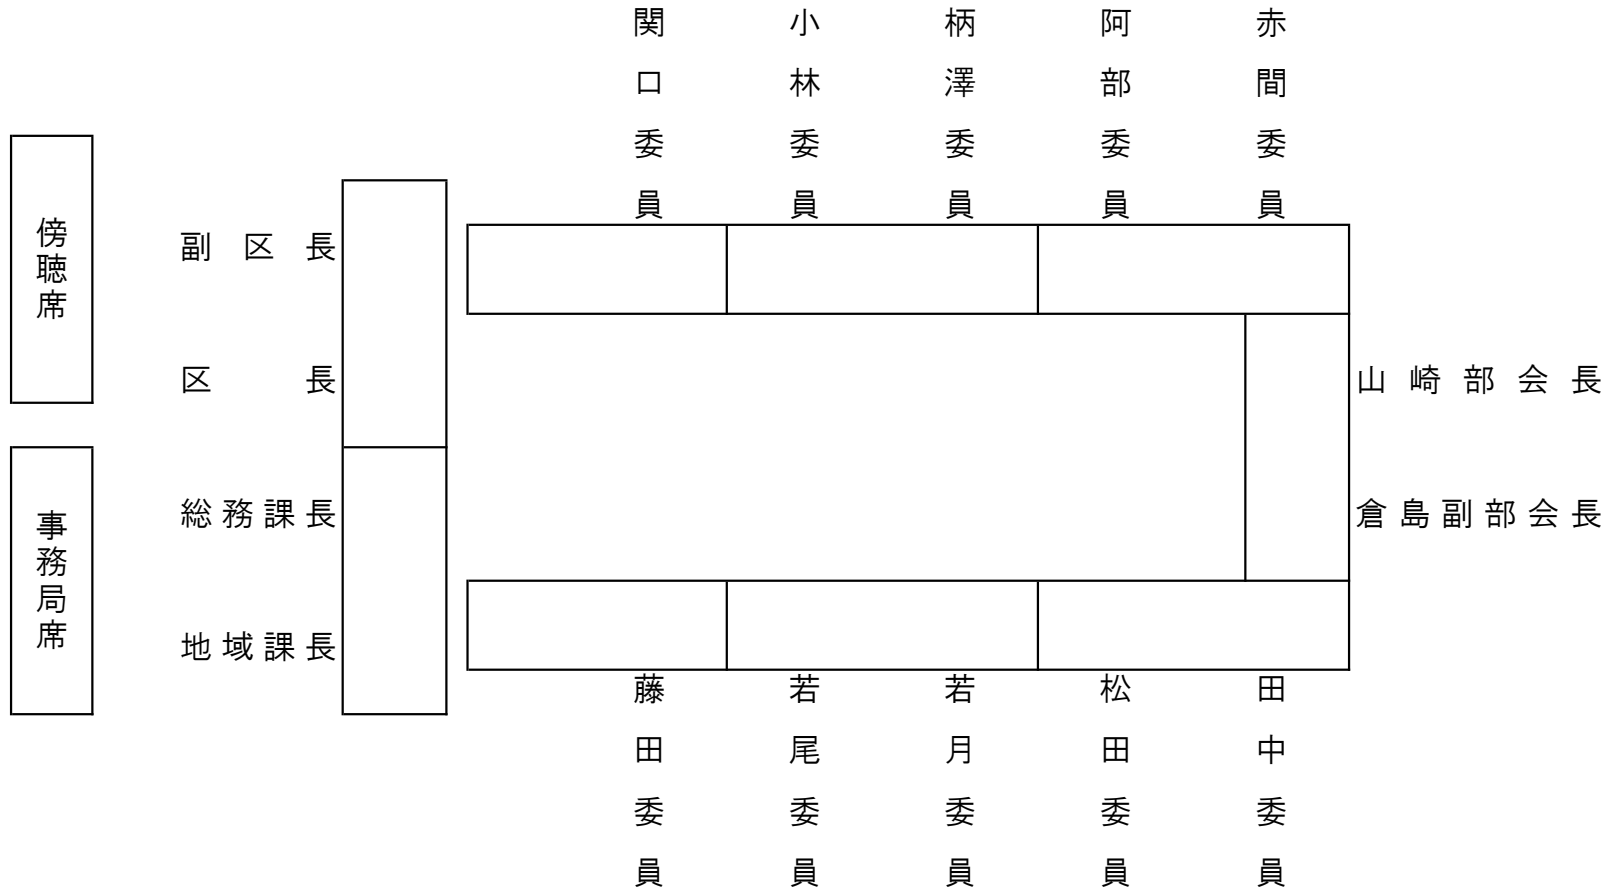 関口委員
小林委員
柄澤委員
阿部委員
赤間委員
傍聴席
副区長
区長
総務課長
地域課長
事務局席
山崎部会長
倉島副部会長
藤田委員
若尾委員
若月委員
松田委員
田中委員